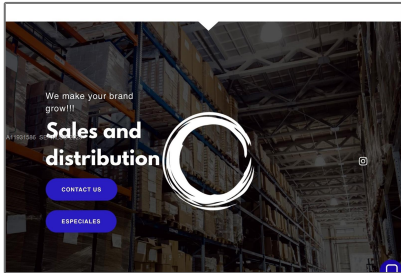 We make your brand
grow!!!
Sales and
distribution
CONTACT US
ESPECIALES